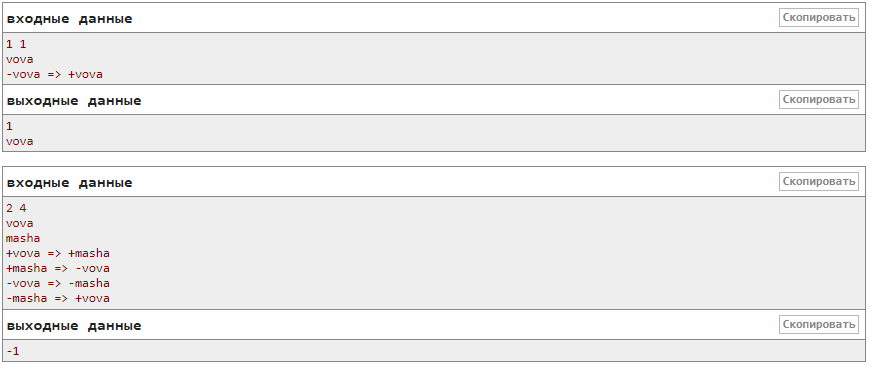 входные данные
Скопировать
1 1
vova
-vova => +vova
выходные данные
Скопировать
1
vova
входные данные
Скопировать
2 4
vova
masha
+vova => +masha
+masha => -vova
-vova => -masha
-masha => +vova
выходные данные
Скопировать
-1